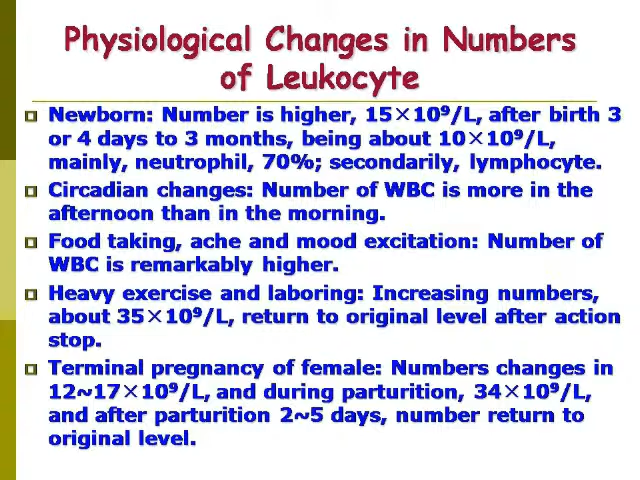 Physiological Changes in Numbers
of Leukocyte
Newborn: Number is higher, 15×10⁹/L, after birth 3
or 4 days to 3 months, being about 10×10⁹/L,
mainly, neutrophil, 70%; secondarily, lymphocyte.
Circadian changes: Number of WBC is more in the
afternoon than in the morning.
Food taking, ache and mood excitation: Number of
WBC is remarkably higher.
Heavy exercise and laboring: Increasing numbers,
about 35×10⁹/L, return to original level after action
stop.
Terminal pregnancy of female: Numbers changes in
12~17×10⁹/L, and during parturition, 34×10⁹/L,
and after parturition 2~5 days, number return to
original level.